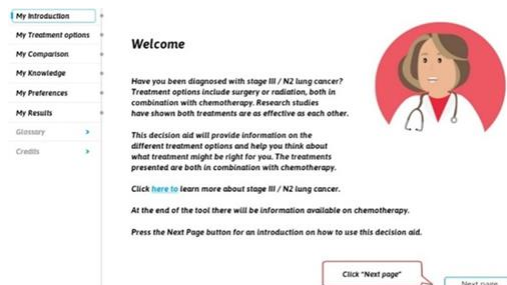 My Introduction
My Treatment options
My Comparison
My Knowledge
My Preferences
My Results
Glossary
Credits
Welcome
Have you been diagnosed with stage III / N2 lung cancer?
Treatment options include surgery or radiation, both in
combination with chemotherapy. Research studies
have shown both treatments are as effective as each other.
This decision aid will provide information on the
different treatment options and help you think about
what treatment might be right for you. The treatments
presented are both in combination with chemotherapy.
Click here to learn more about stage III / N2 lung cancer.
At the end of the tool there will be information available on chemotherapy.
Press the Next Page button for an introduction on how to use this decision aid.
Click "Next page"
Next page